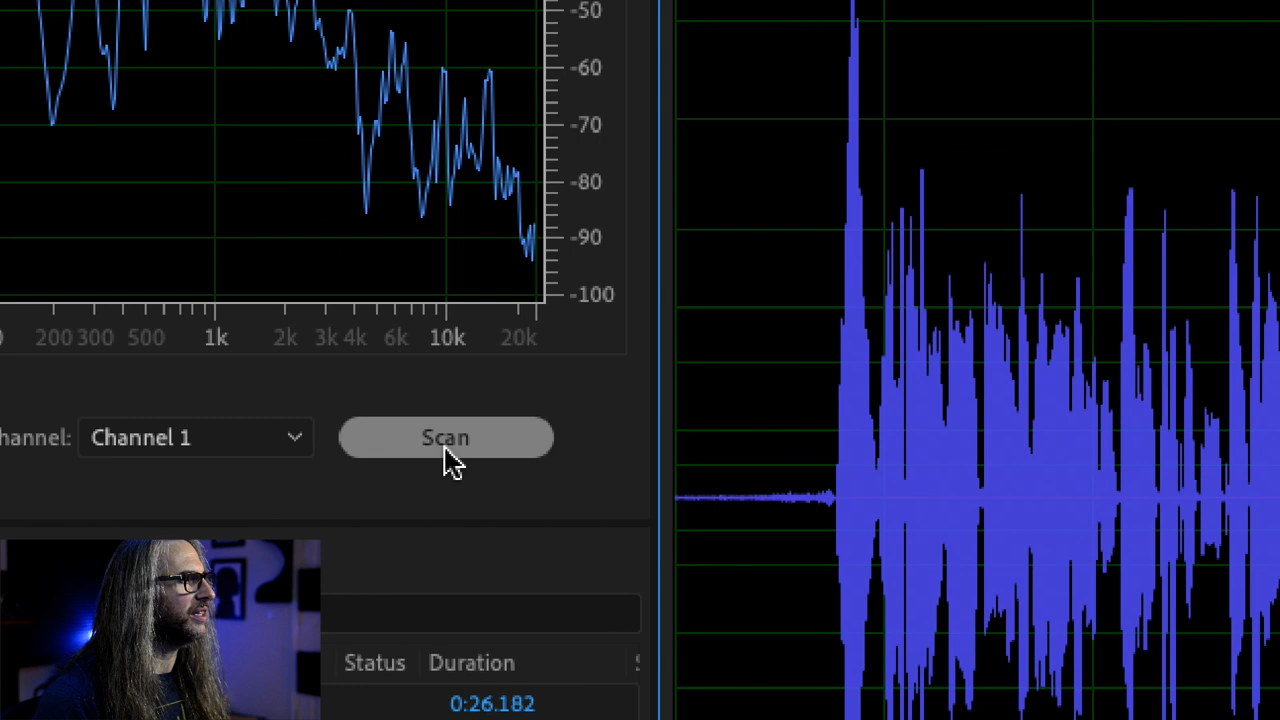 -50
-60
-70
-80
-90
-100
200 300 500 1k 2k 3k 4k 6k 10k 20k
hannel: Channel 1 Scan
Status Duration
0:26.182